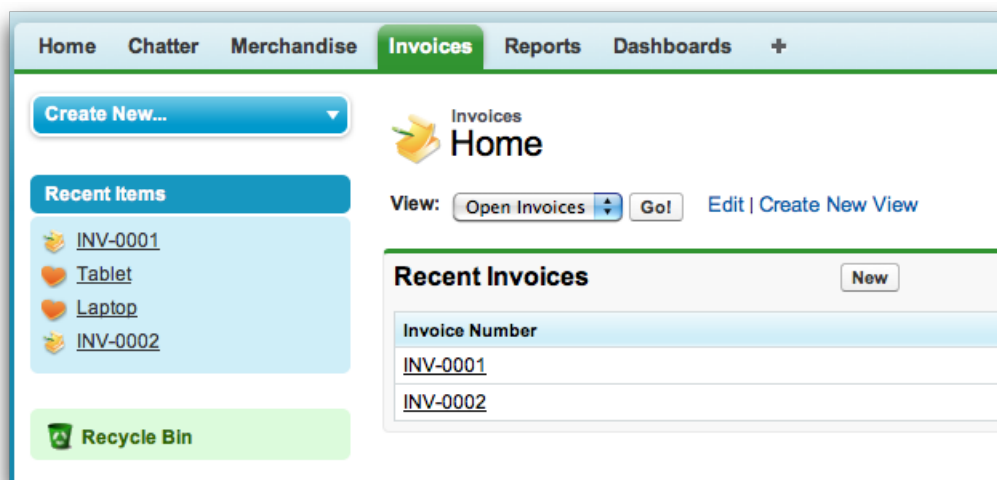 Home Chatter Merchandise Invoices Reports Dashboards +
Create New...
Recent Items
INV-0001
Tablet
Laptop
INV-0002
Recycle Bin
Invoices
Home
View: Open Invoices Go! Edit | Create New View
Recent Invoices New
Invoice Number
INV-0001
INV-0002